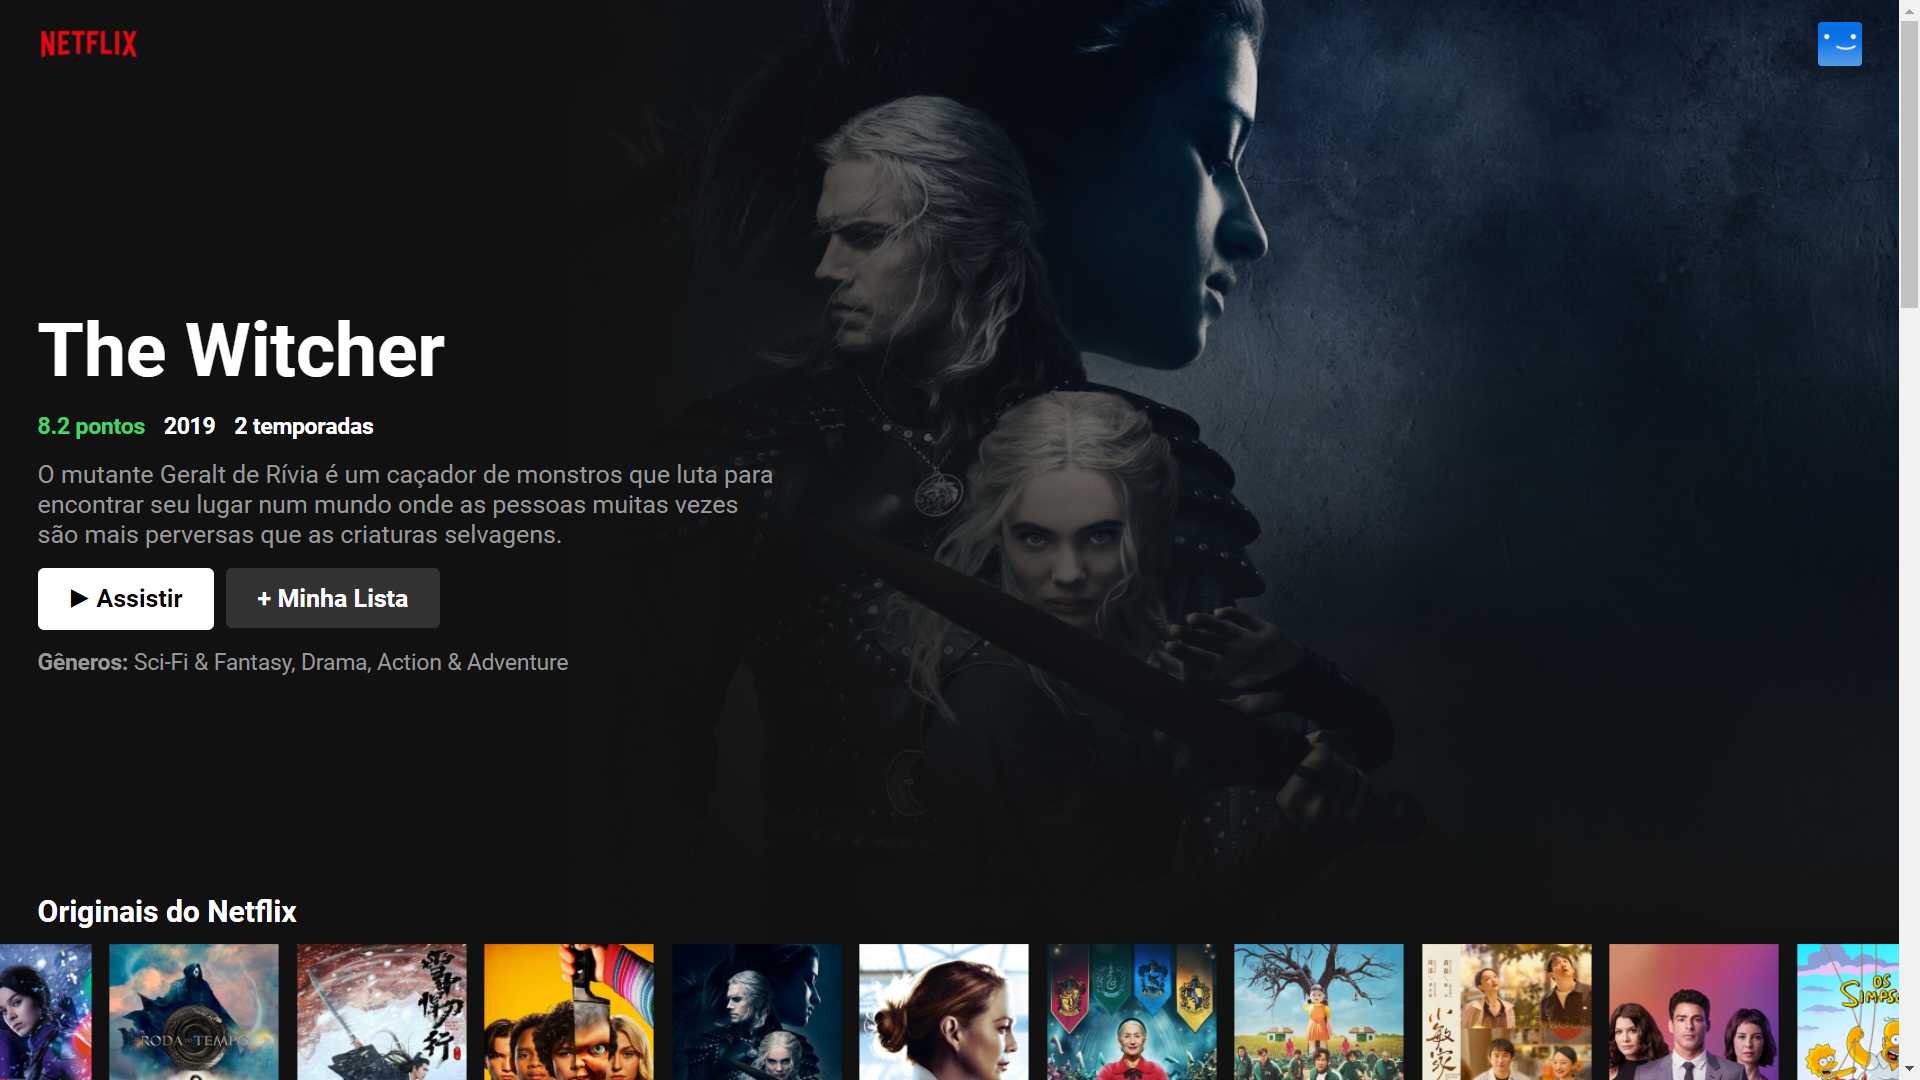 NETFLIX
The Witcher
8.2 pontos 2019 2 temporadas
O mutante Geralt de Rívia é um caçador de monstros que luta para
encontrar seu lugar num mundo onde as pessoas muitas vezes
são mais perversas que as criaturas selvagens.
▶ Assistir + Minha Lista
Gêneros: Sci-Fi & Fantasy, Drama, Action & Adventure
Originais do Netflix
RODA DO TEMPO
雪中悍刀行
小敏家
OS